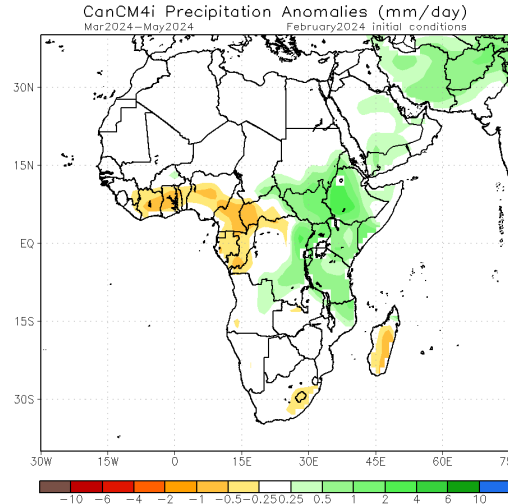 CanCM4i Precipitation Anomalies (mm/day)
Mar2024-May2024 February2024 initial conditions
30N
15N
EQ
15S
30S
30W 15W 0 15E 30E 45E 60E 75E
-10 -6 -4 -2 -1 -0.5 -0.25 0.25 0.5 1 2 4 6 10